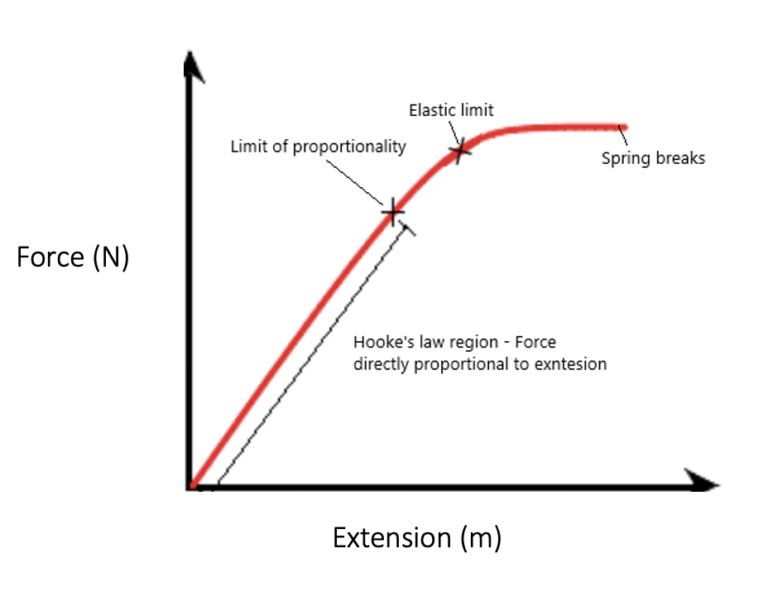 Elastic limit
Limit of proportionality
Spring breaks
Force (N)
Hooke's law region - Force
directly proportional to exntesion
Extension (m)